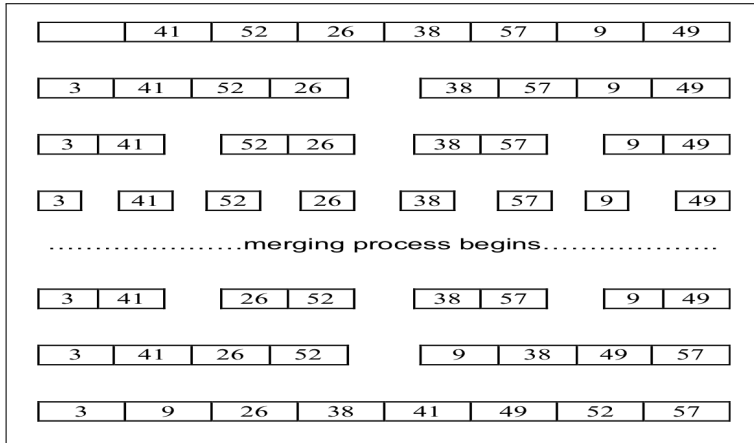 41 52 26 38 57 9 49
3 41 52 26 38 57 9 49
3 41 52 26 38 57 9 49
3 41 52 26 38 57 9 49
......................merging process begins....................
3 41 26 52 38 57 9 49
3 41 26 52 9 38 49 57
3 9 26 38 41 49 52 57